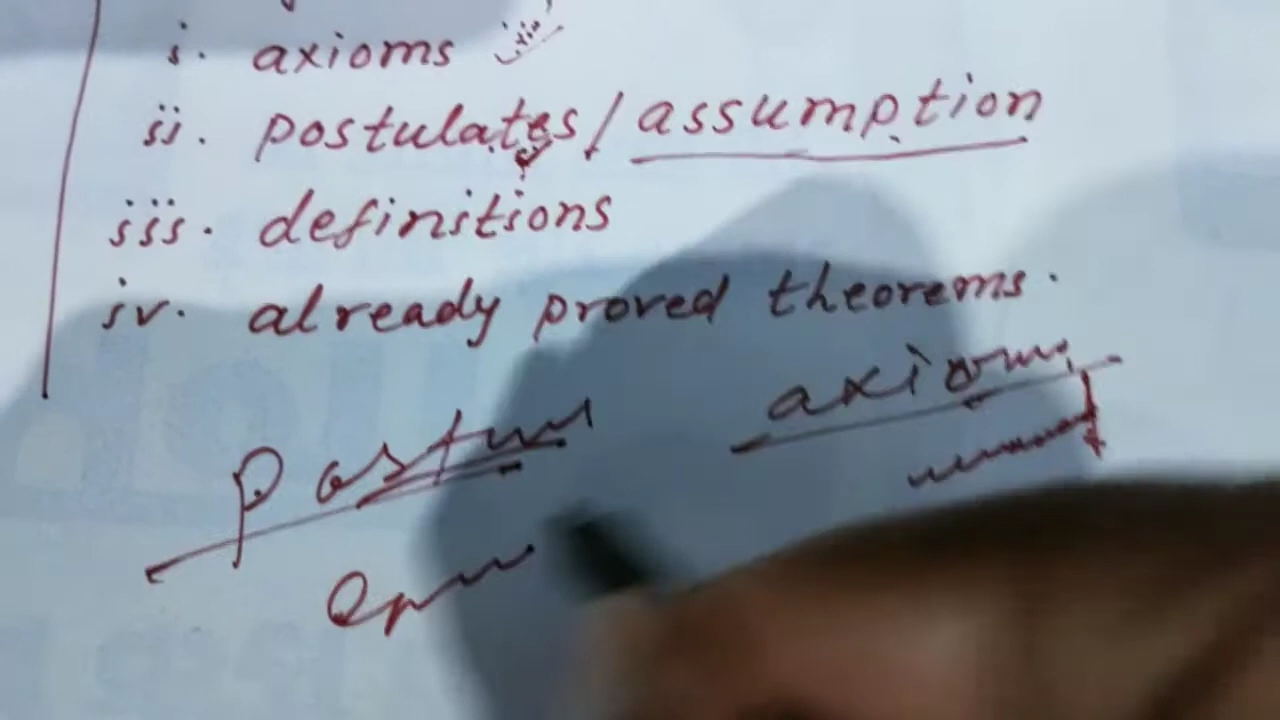 i. axioms
ii. postulates/assumption
iii. definitions
iv. already proved theorems.
axiom